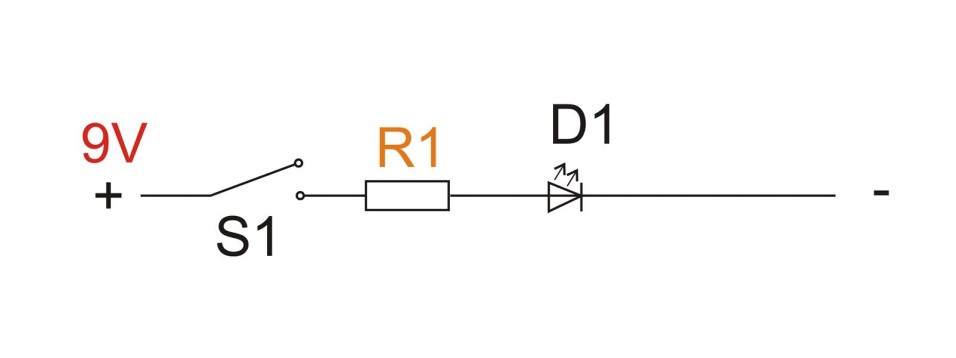 9V
+
S1
R1
D1
-